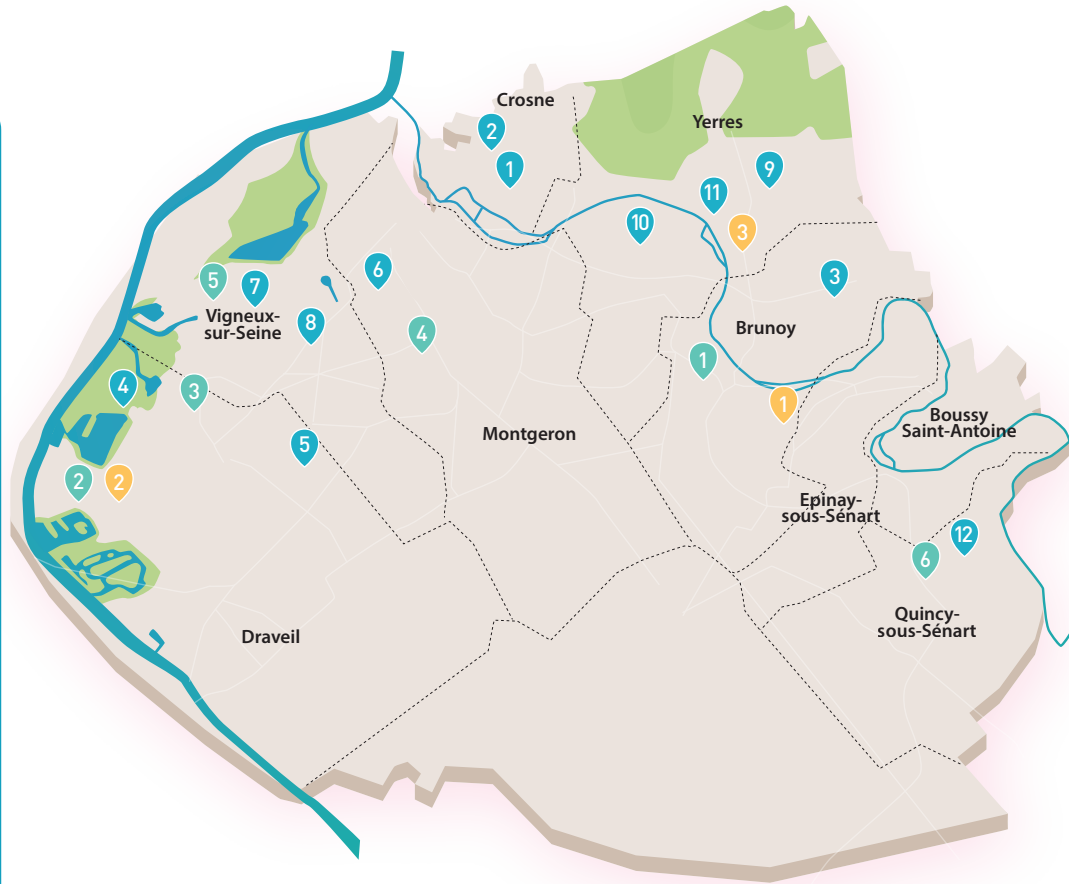 Crosne
Yerres
2
1
9
11
10
3
3
6
5
7
Vigneux-
sur-Seine
8
4
Brunoy
1
4
3
1
Boussy
Saint-Antoine
Montgeron
5
2
2
Epinay-
sous-Sénart
12
6
Quincy-
sous-Sénart
Draveil